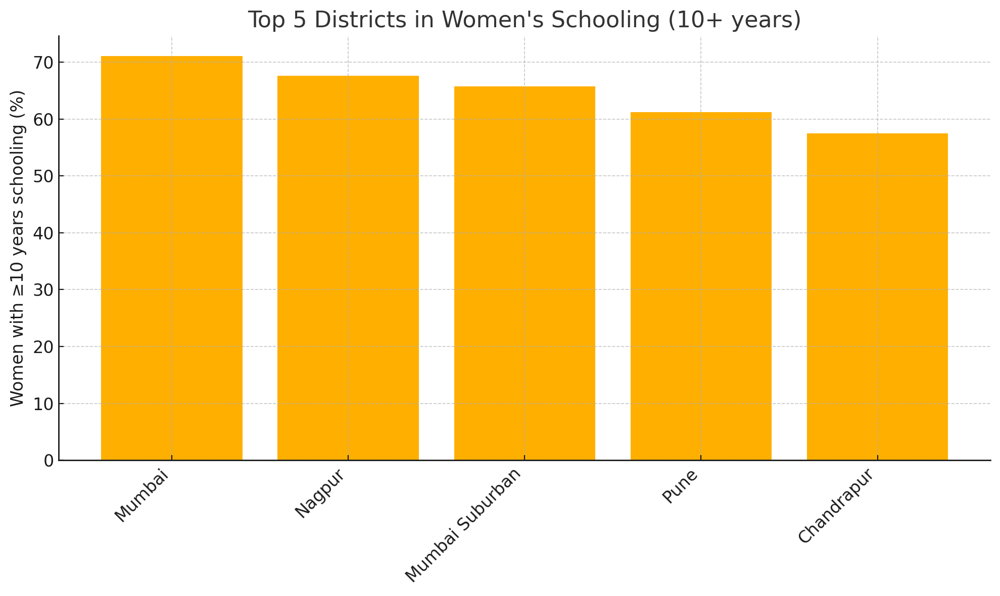 Top 5 Districts in Women's Schooling (10+ years)
Women with ≥10 years schooling (%)
70
60
50
40
30
20
10
0
Mumbai
Nagpur
Mumbai Suburban
Pune
Chandrapur